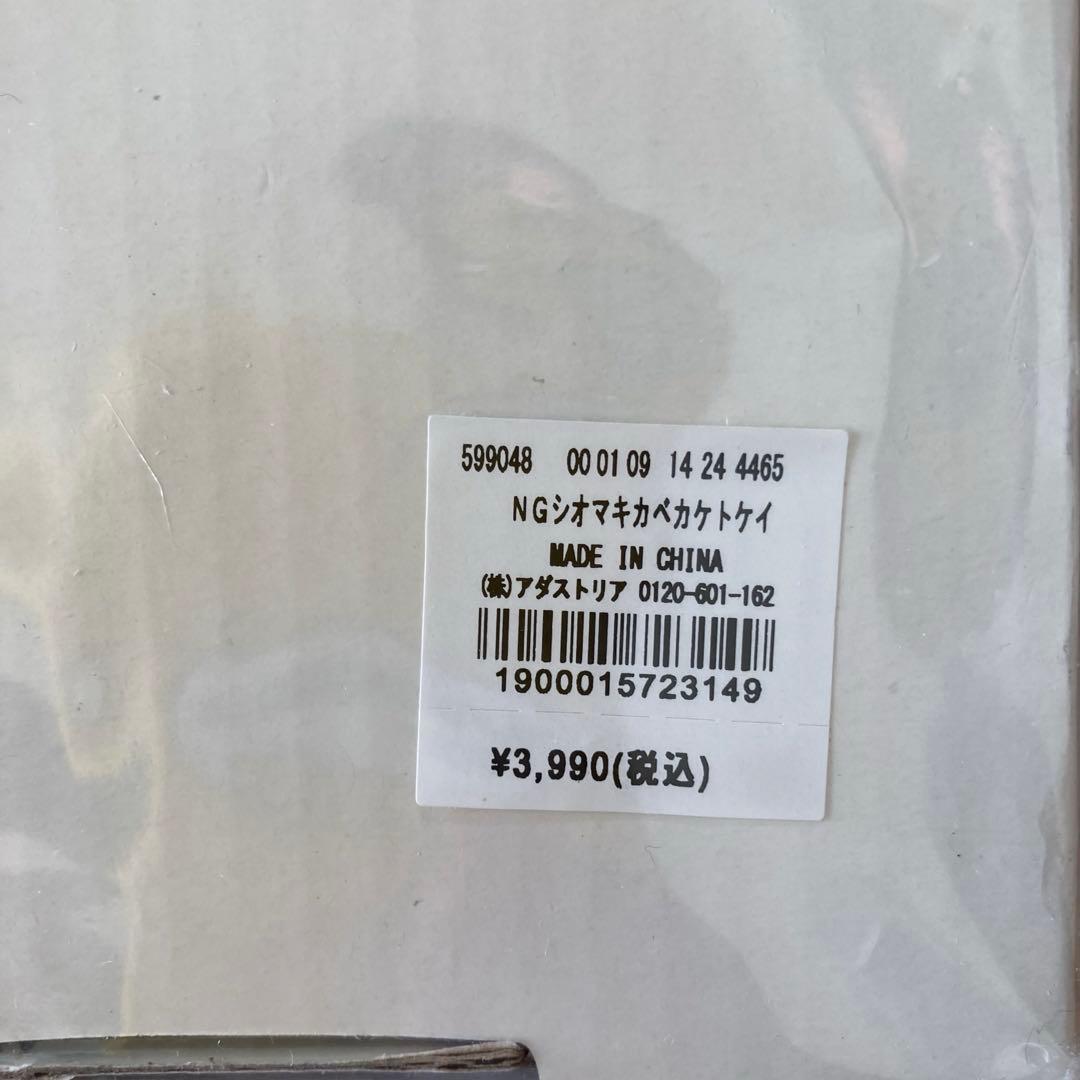 599048 00 01 09 14 24 4465
NGシオマキカベカケトケイ
MADE IN CHINA
(株)アダストリア 0120-601-162
1900015723149
¥3,990(税込)